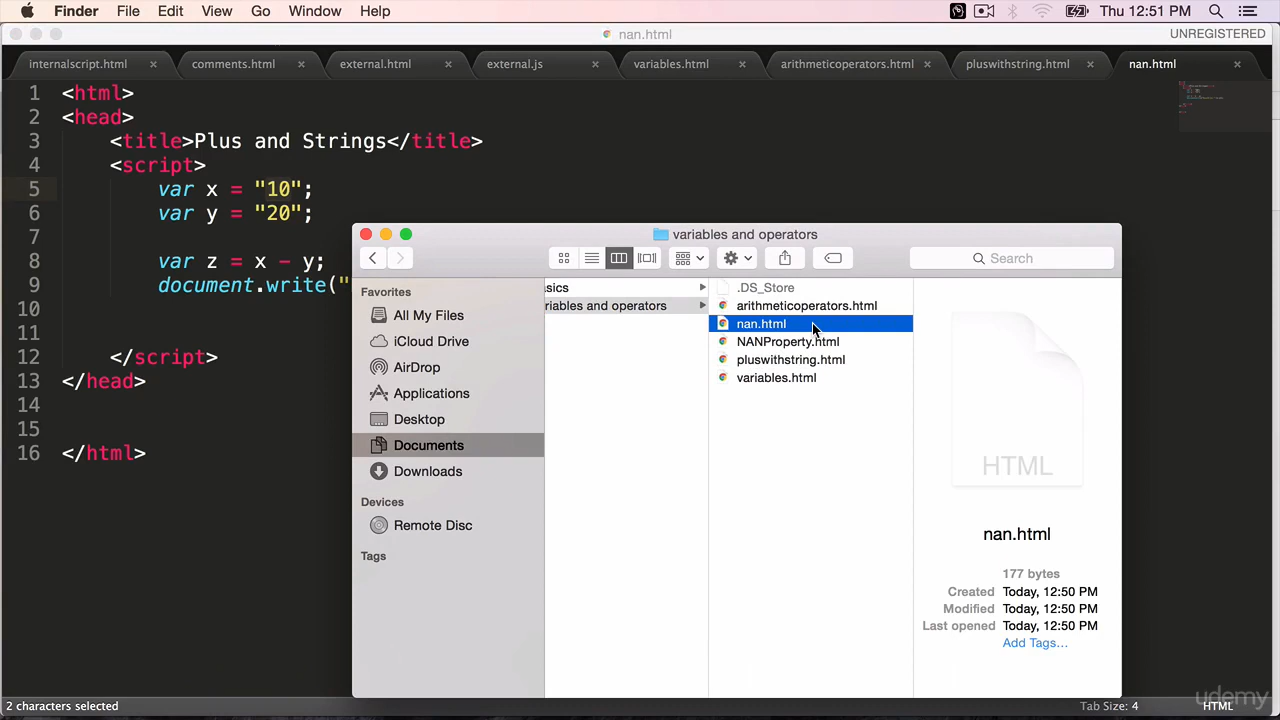 Finder File Edit View Go Window Help Thu 12:51 PM
nan.html UNREGISTERED
internalscript.html × comments.html × external.html × external.js × variables.html × arithmeticoperators.html × pluswithstring.html × nan.html ×
1 <html>
2 <head>
3 <title>Plus and Strings</title>
4 <script>
5 var x = "10";
6 var y = "20";
7
8 var z = x - y;
9 document.write("
10
11
12 </script>
13 </head>
14
15
16 </html>
variables and operators
Search
Favorites
All My Files
iCloud Drive
AirDrop
Applications
Desktop
Documents
Downloads
Devices
Remote Disc
Tags
sics
riables and operators
.DS_Store
arithmeticoperators.html
nan.html
NANProperty.html
pluswithstring.html
variables.html
HTML
nan.html
177 bytes
Created Today, 12:50 PM
Modified Today, 12:50 PM
Last opened Today, 12:50 PM
Add Tags...
2 characters selected Tab Size: 4 HTML
udemy